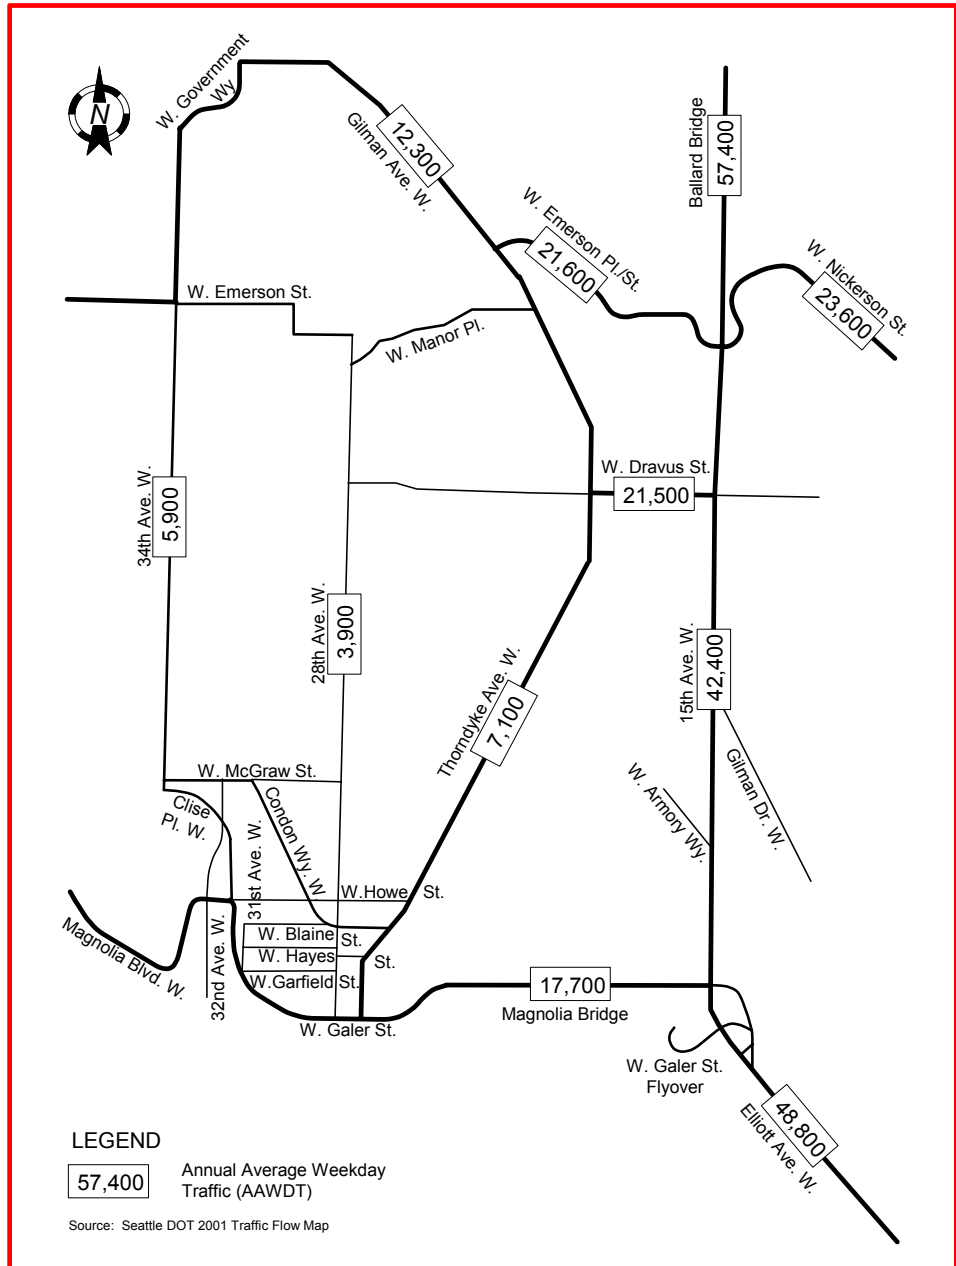 W. Government
Wy
N
12,300
Gilman Ave. W.
Ballard Bridge
57,400
W. Emerson Pl./St.
21,600
W. Nickerson St.
23,600
W. Emerson St.
W. Manor Pl.
W. Dravus St.
21,500
34th Ave. W.
5,900
28th Ave. W.
3,900
Thorndyke Ave. W.
7,100
15th Ave. W.
42,400
Gilman Dr. W.
W. Armory Wy.
W. McGraw St.
Clise
Pl. W.
31st Ave. W.
Condon Wy. W.
W.Howe St.
W. Blaine St.
W. Hayes St.
W.Garfield St.
Magnolia Blvd. W.
32nd Ave. W.
W. Galer St.
17,700
Magnolia Bridge
W. Galer St.
Flyover
48,800
Elliott Ave. W.
LEGEND
57,400
Annual Average Weekday
Traffic (AAWDT)
Source: Seattle DOT 2001 Traffic Flow Map